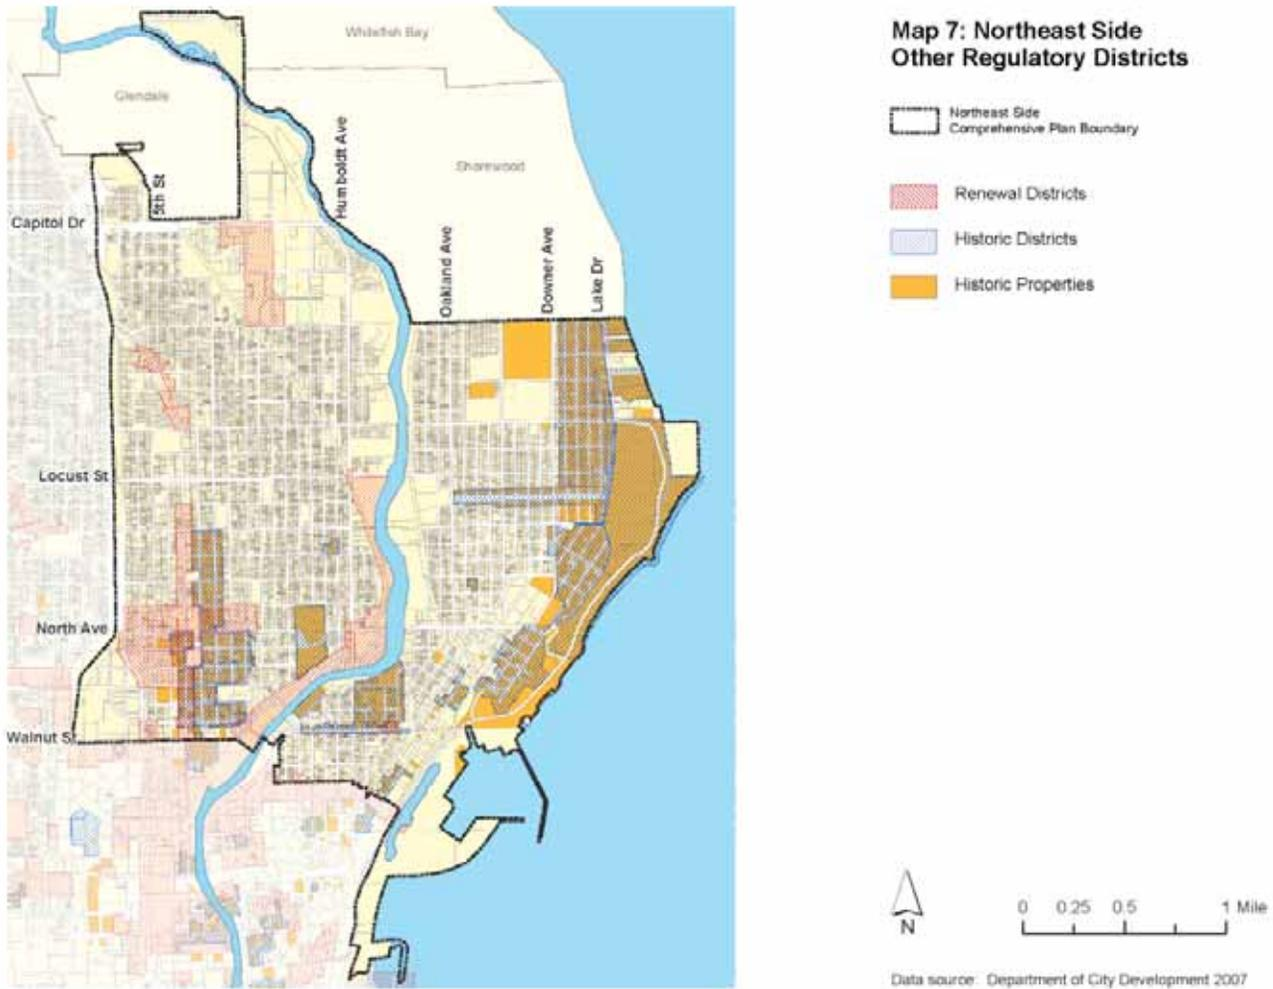 Map 7: Northeast Side
Other Regulatory Districts
Northeast Side
Comprehensive Plan Boundary
Renewal Districts
Historic Districts
Historic Properties
Whitefish Bay
Glendale
Shorewood
Humboldt Ave
5th St
Capitol Dr
Oakland Ave
Downer Ave
Lake Dr
Locust St
North Ave
Walnut S
N
0 0.25 0.5 1 Mile
Data source: Department of City Development 2007